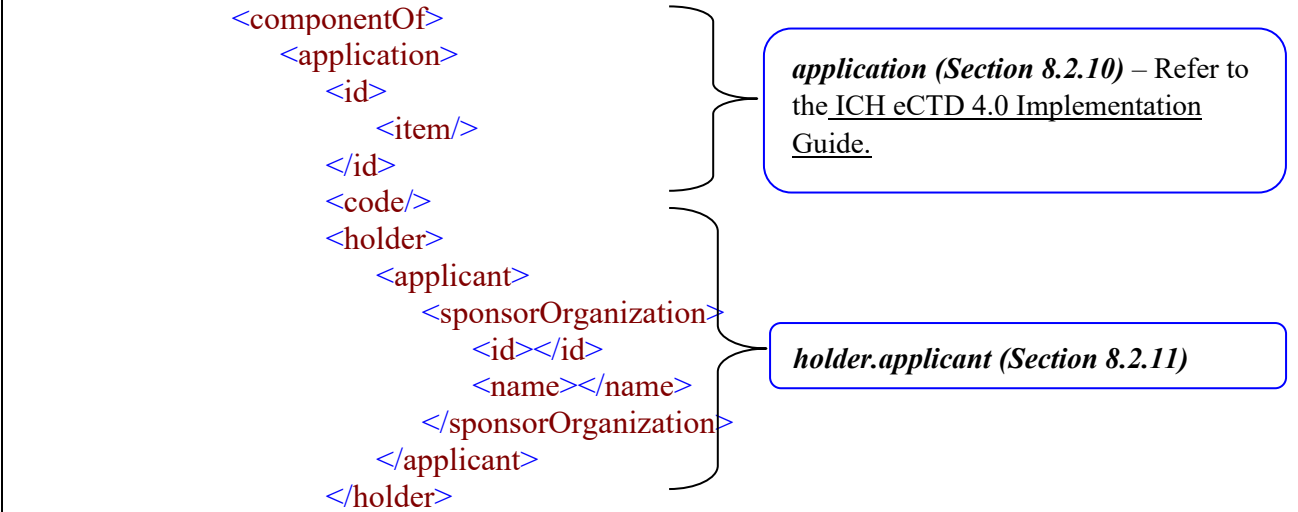 <componentOf>
<application>
<id>
<item/>
</id>
<code/>
<holder>
<applicant>
<sponsorOrganization>
<id></id>
<name></name>
</sponsorOrganization>
</applicant>
</holder>
application (Section 8.2.10) – Refer to
the ICH eCTD 4.0 Implementation
Guide.
holder.applicant (Section 8.2.11)